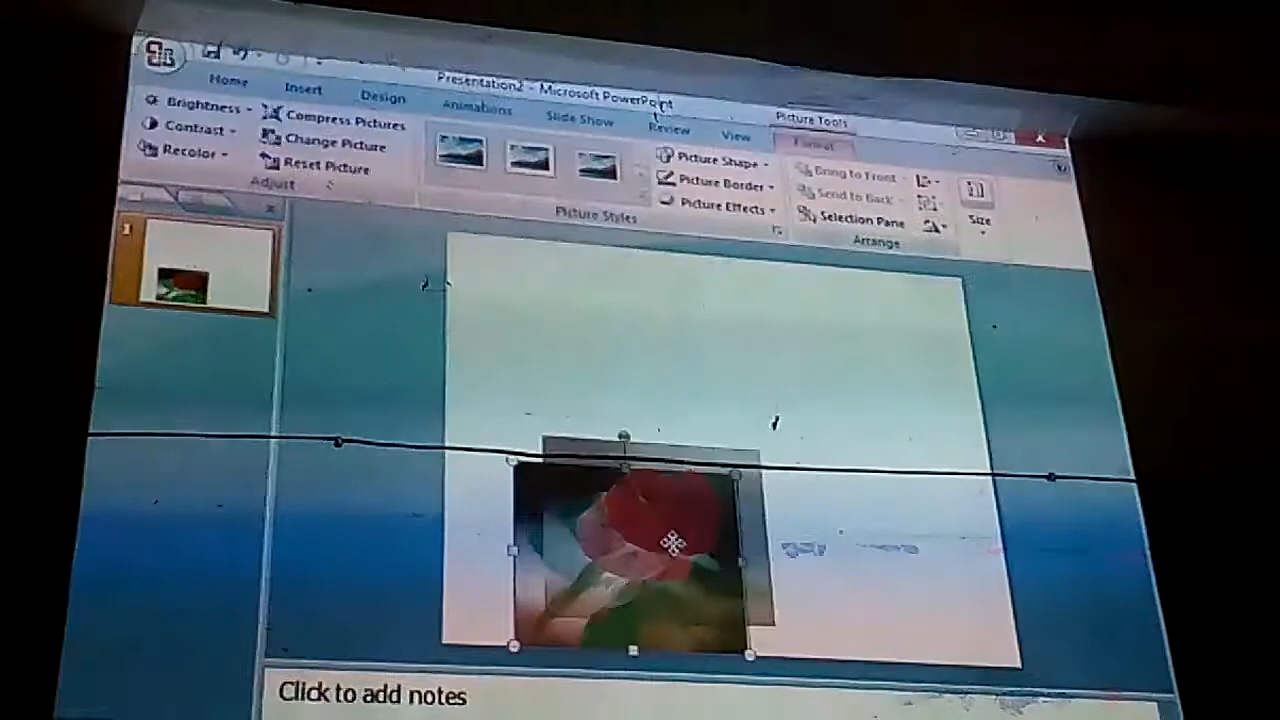 Presentation2 - Microsoft PowerPoint
Picture Tools
Home Insert Design Animations Slide Show Review View Format
Brightness
Contrast
Recolor
Compress Pictures
Change Picture
Reset Picture
Adjust
Picture Styles
Picture Shape
Picture Border
Picture Effects
Bring to Front
Send to Back
Selection Pane
Arrange
Size
1
Click to add notes